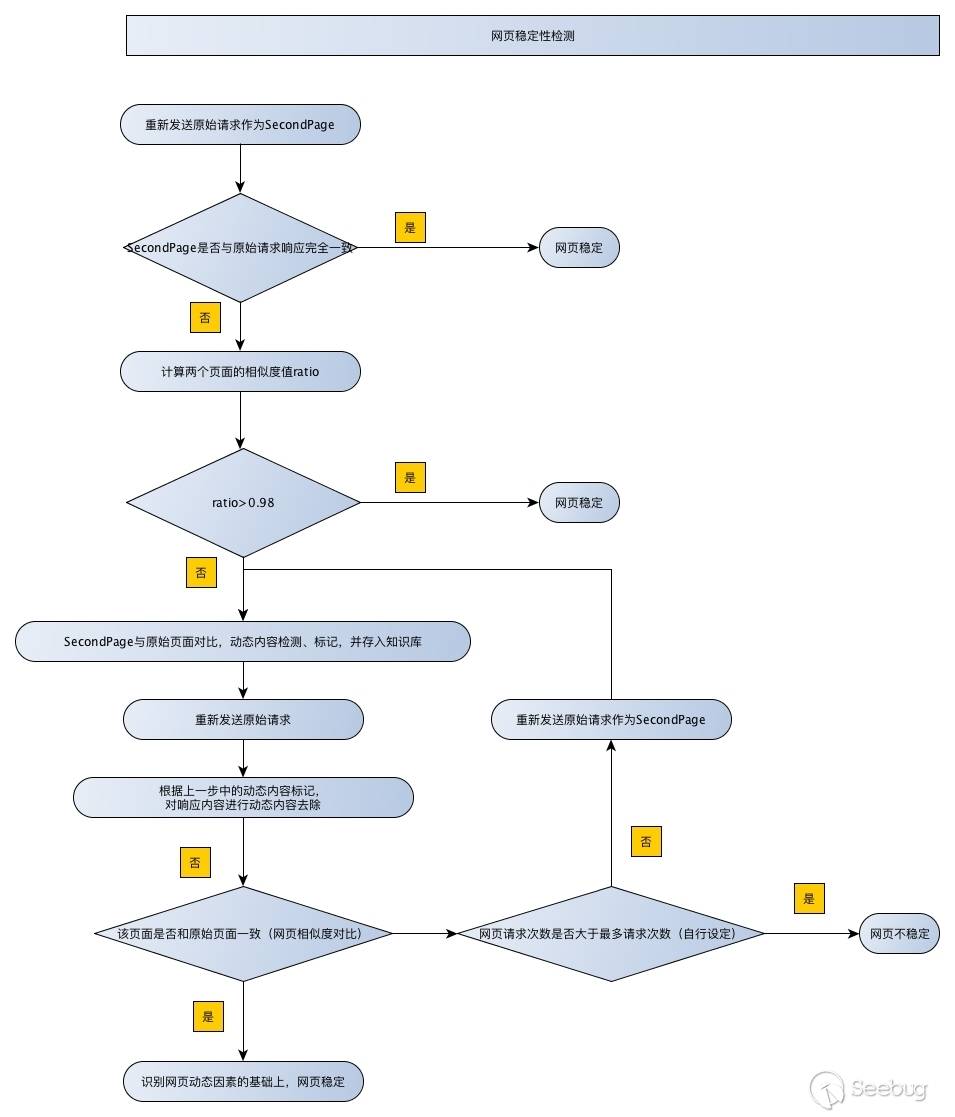 网页稳定性检测
重新发送原始请求作为SecondPage
SecondPage是否与原始请求响应完全一致
是
网页稳定
否
计算两个页面的相似度值ratio
ratio>0.98
是
网页稳定
否
SecondPage与原始页面对比，动态内容检测、标记，并存入知识库
重新发送原始请求
重新发送原始请求作为SecondPage
根据上一步中的动态内容标记，
对响应内容进行动态内容去除
否
否
该页面是否和原始页面一致（网页相似度对比）
网页请求次数是否大于最多请求次数（自行设定）
是
网页不稳定
是
识别网页动态因素的基础上，网页稳定
Seebug